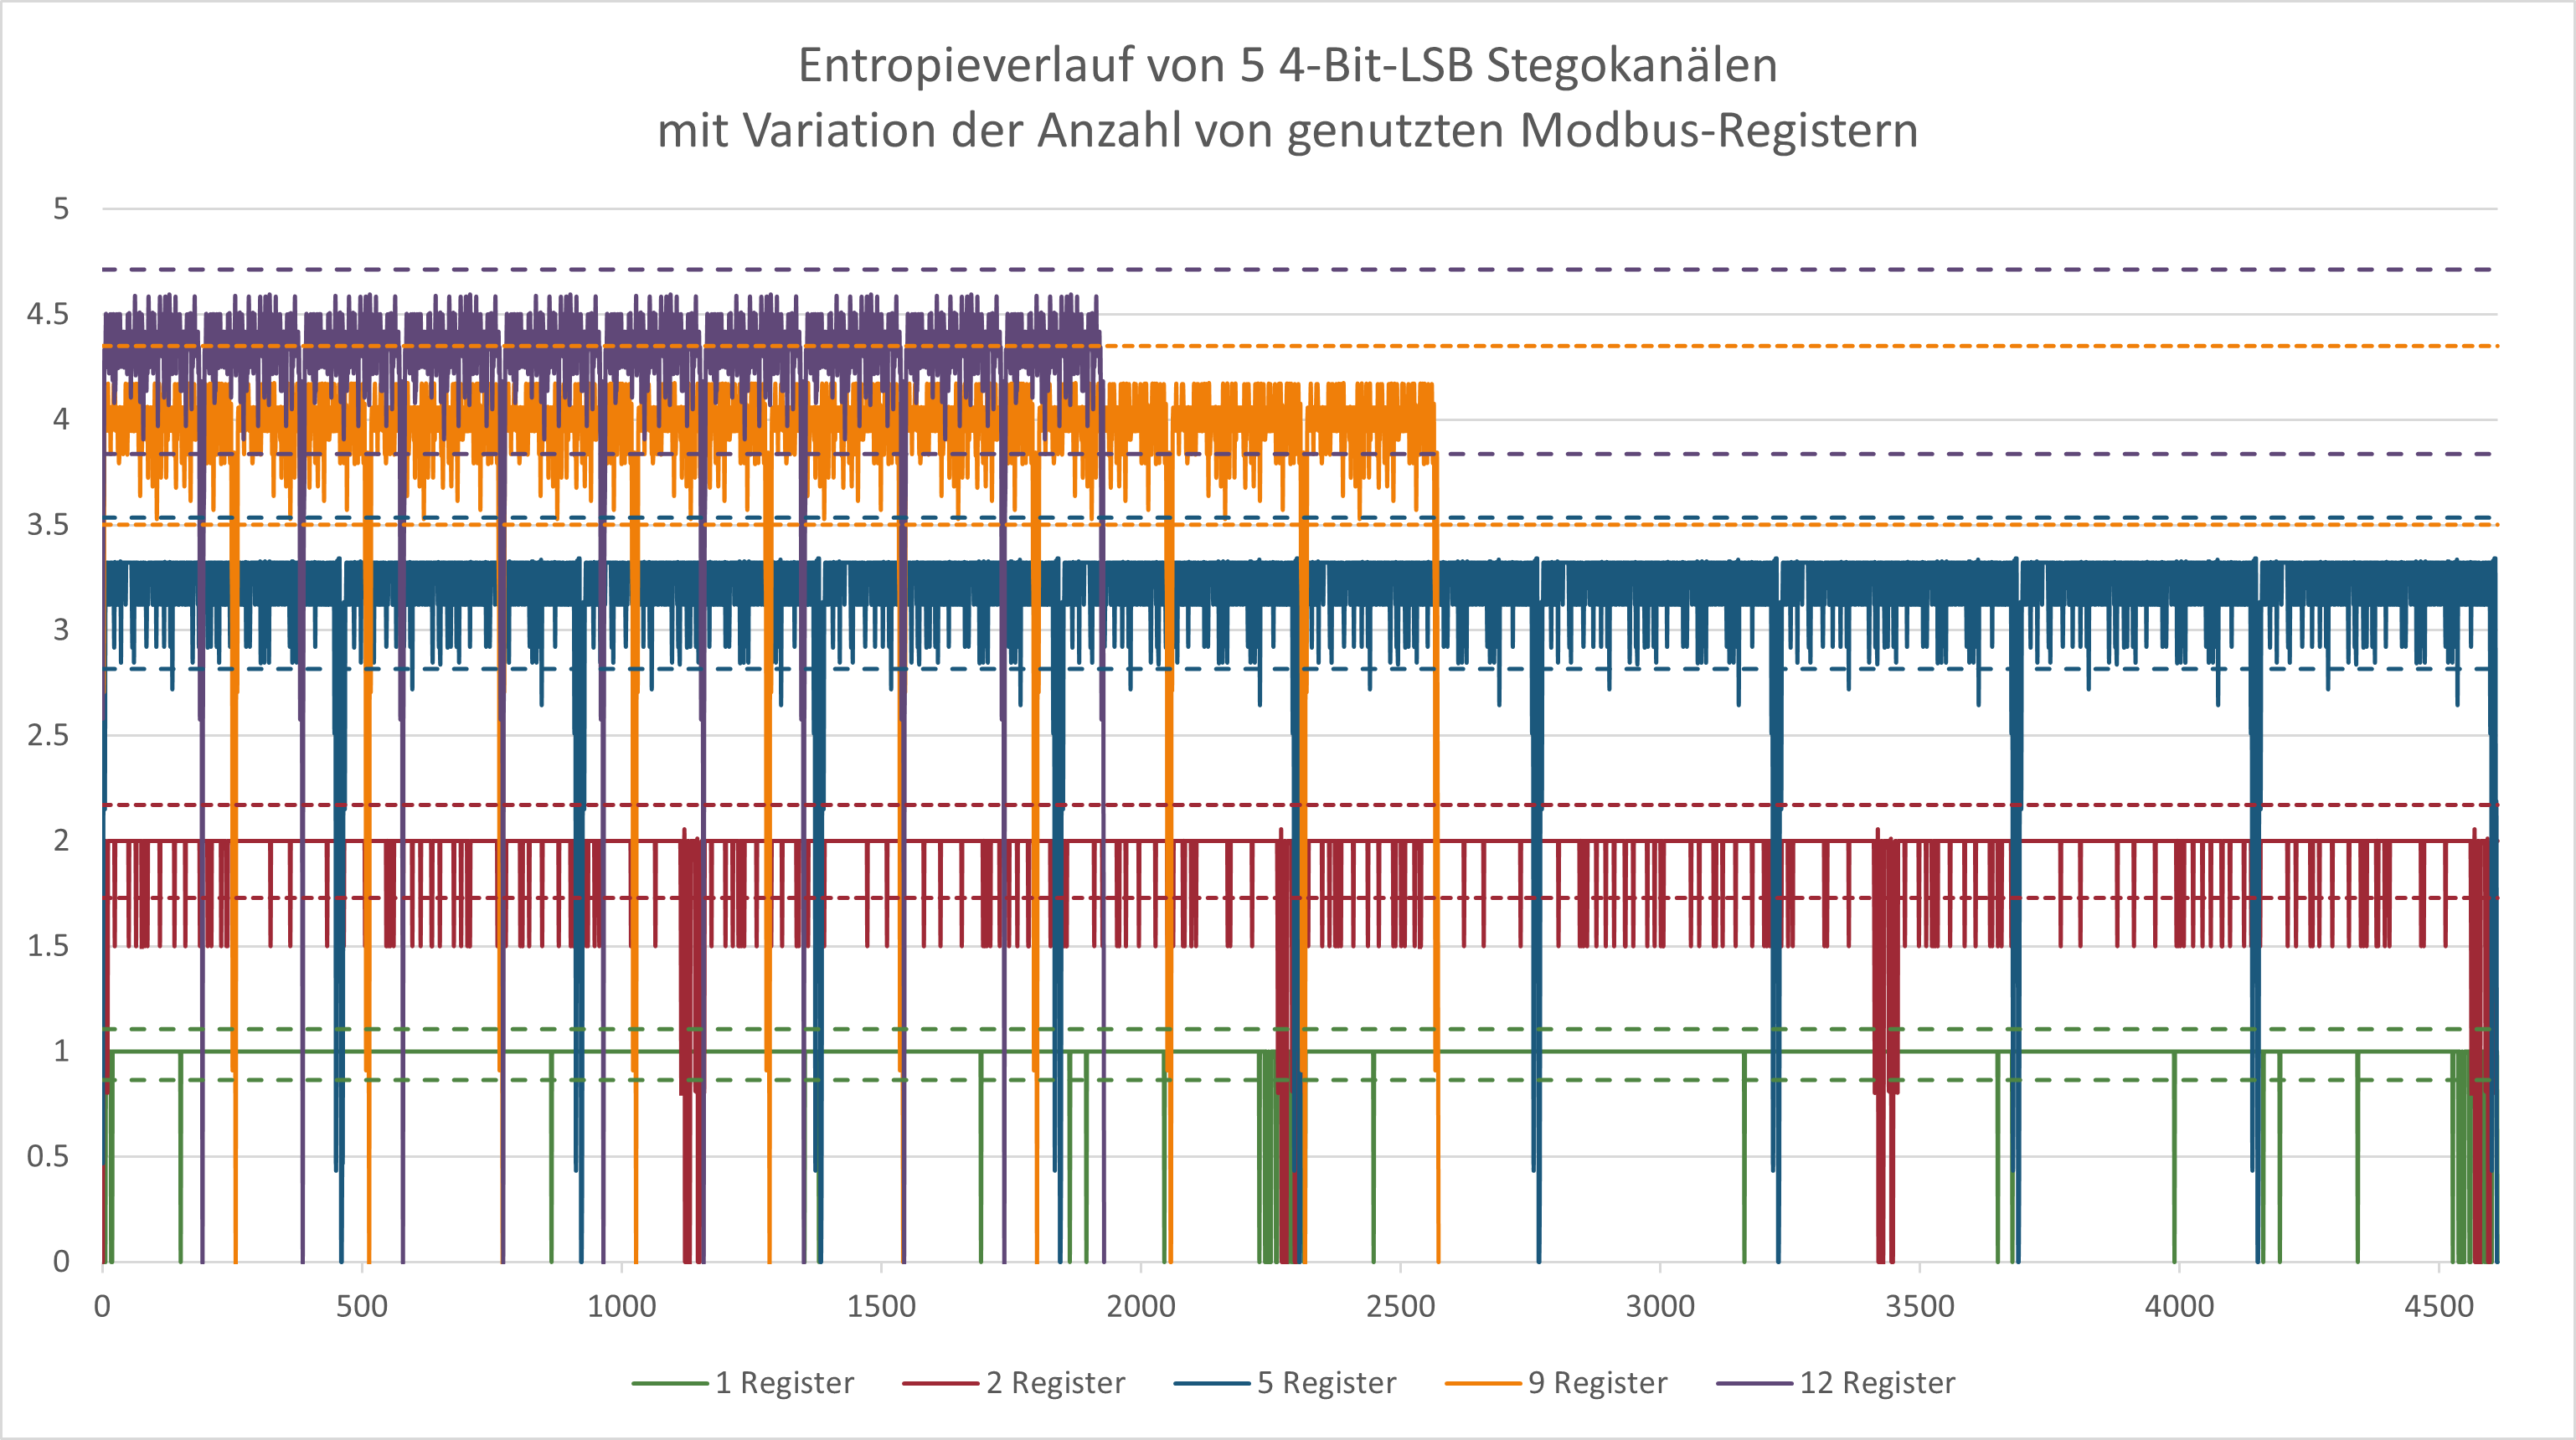 Entropieverlauf von 5 4-Bit-LSB Stegokanälen
mit Variation der Anzahl von genutzten Modbus-Registern
5
4.5
4
3.5
3
2.5
2
1.5
1
0.5
0
0 500 1000 1500 2000 2500 3000 3500 4000 4500
1 Register 2 Register 5 Register 9 Register 12 Register